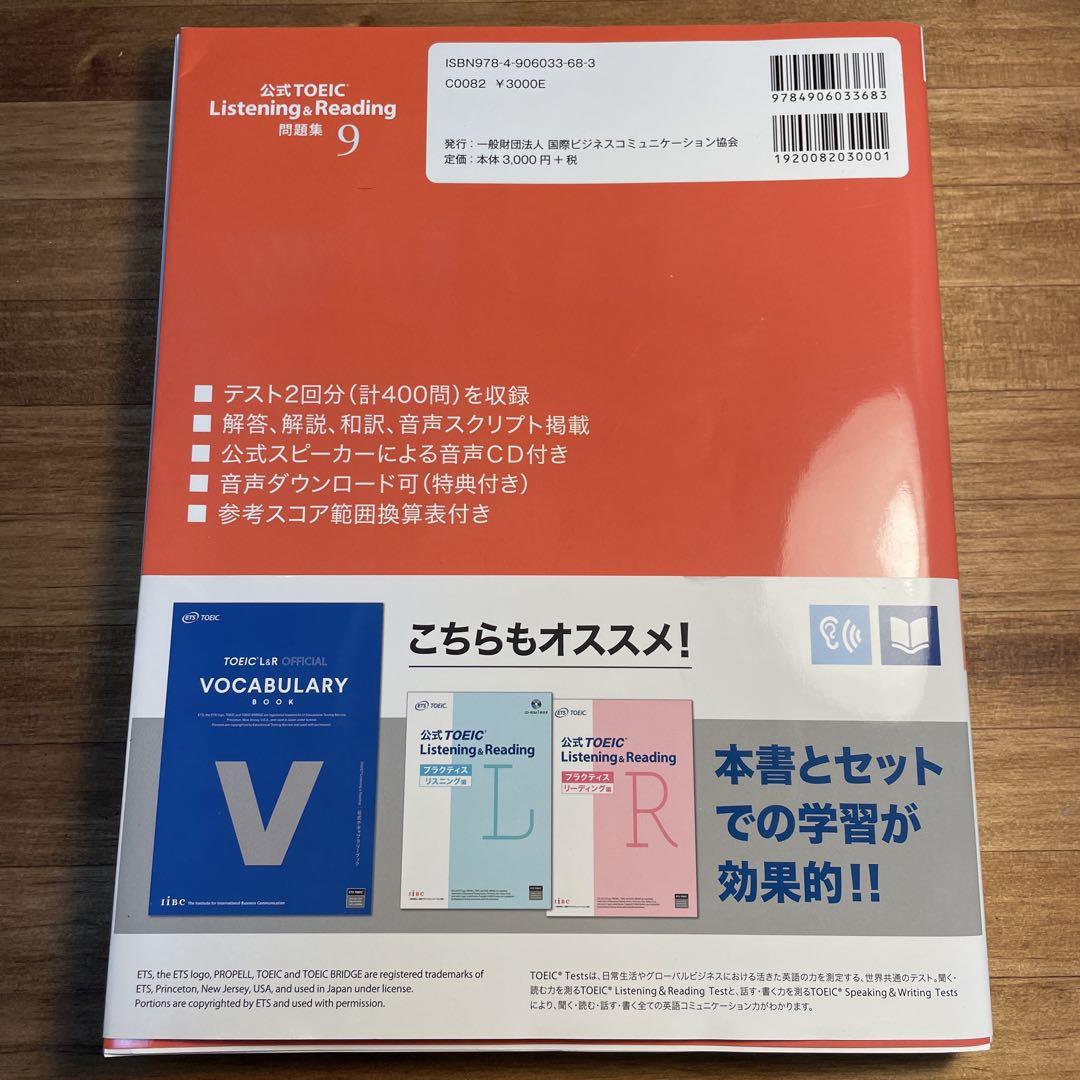 公式 TOEIC®
Listening & Reading
問題集 9
ISBN978-4-906033-68-3
C0082 ¥3000E
9784906033683
発行：一般財団法人 国際ビジネスコミュニケーション協会
定価：本体3,000円＋税
1920082030001
■ テスト2回分（計400問）を収録
■ 解答、解説、和訳、音声スクリプト掲載
■ 公式スピーカーによる音声CD付き
■ 音声ダウンロード可（特典付き）
■ 参考スコア範囲換算表付き
こちらもオススメ！
ETS TOEIC
TOEIC® L&R OFFICIAL
VOCABULARY
BOOK
V
IIBC The Institute for International Business Communication
ETS TOEIC
公式 TOEIC®
Listening & Reading
プラクティス
リスニング編
L
IIBC
ETS TOEIC
公式 TOEIC®
Listening & Reading
プラクティス
リーディング編
R
IIBC
本書とセット
での学習が
効果的!!
ETS, the ETS logo, PROPELL, TOEIC and TOEIC BRIDGE are registered trademarks of
ETS, Princeton, New Jersey, USA, and used in Japan under license.
Portions are copyrighted by ETS and used with permission.
TOEIC® Testsは、日常生活やグローバルビジネスにおける活きた英語の力を測定する、世界共通のテスト。聞く・
読む力を測るTOEIC® Listening & Reading Testと、話す・書く力を測るTOEIC® Speaking & Writing Tests
により、聞く・読む・話す・書く全ての英語コミュニケーション力がわかります。